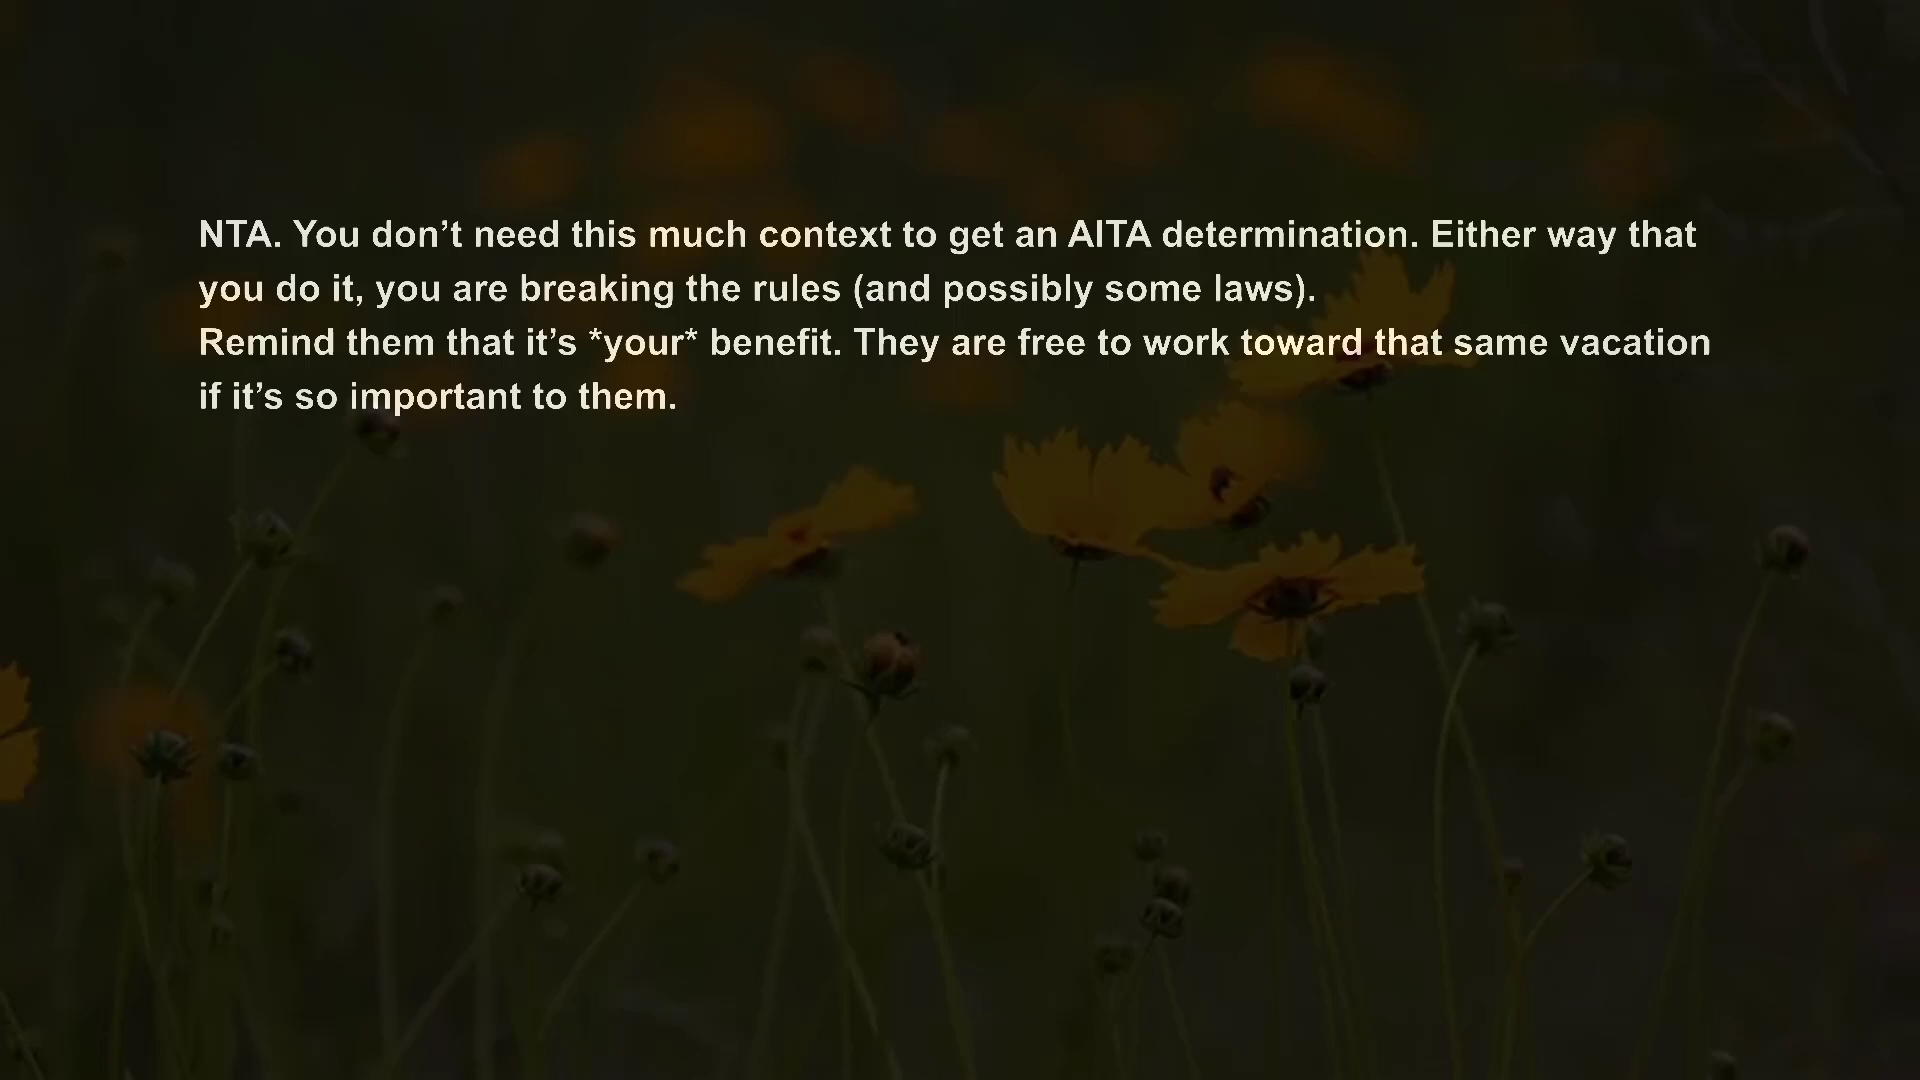 NTA. You don’t need this much context to get an AITA determination. Either way that
you do it, you are breaking the rules (and possibly some laws).
Remind them that it’s *your* benefit. They are free to work toward that same vacation
if it’s so important to them.